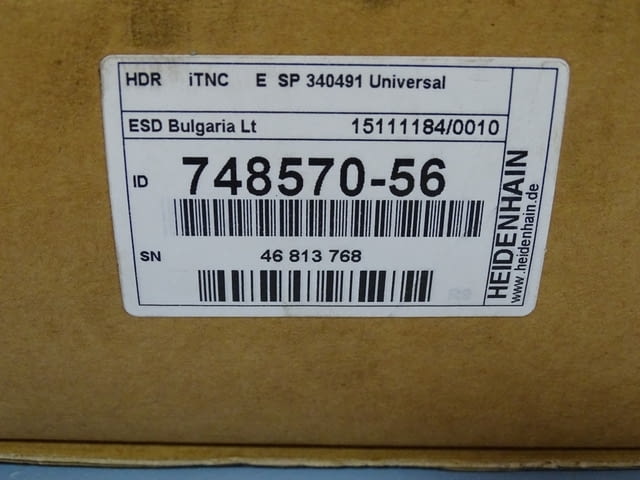 HDR iTNC E SP 340491 Universal
ESD Bulgaria Lt 15111184/0010
ID 748570-56
SN 46 813 768
HEIDENHAIN
www.heidenhain.de